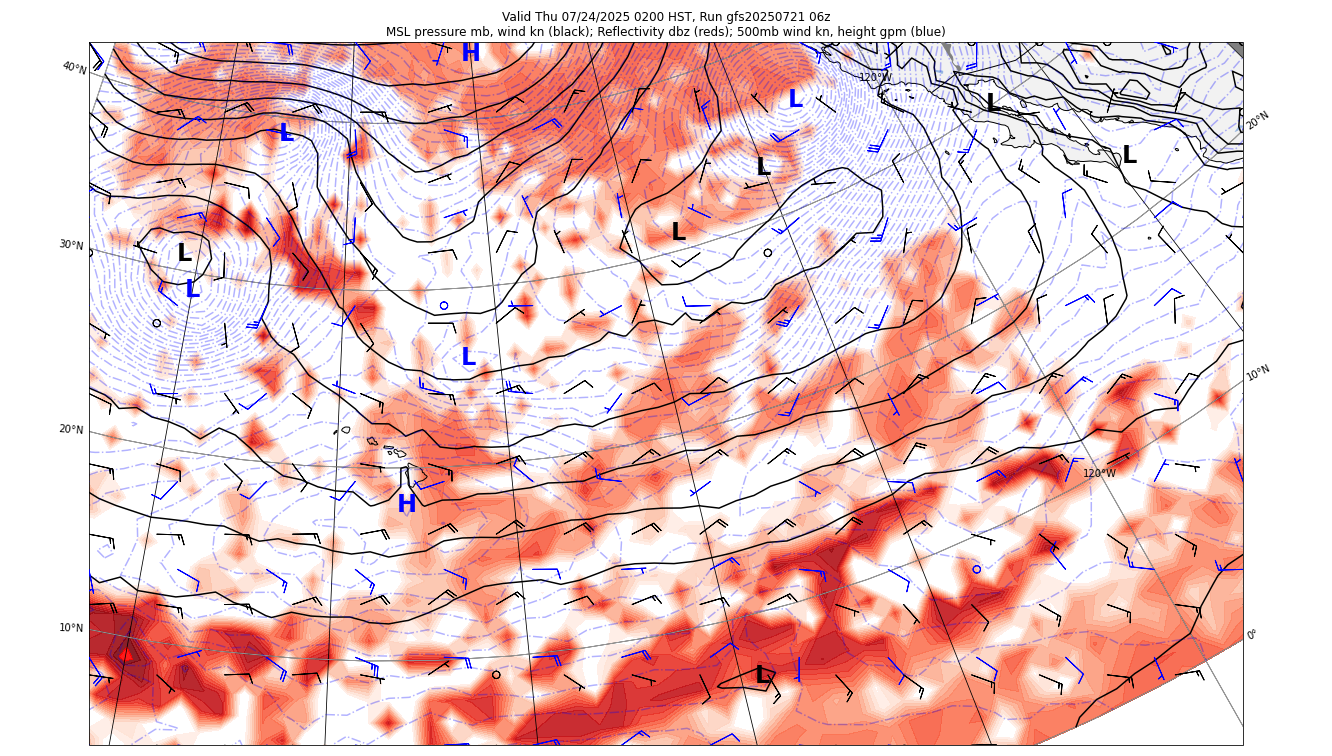 Valid Thu 07/24/2025 0200 HST, Run gfs20250721 06z
MSL pressure mb, wind kn (black); Reflectivity dbz (reds); 500mb wind kn, height gpm (blue)
H
40°N
120°W
L
L
20°N
L
L
L
L
L
30°N
L
L
L
10°N
20°N
120°W
H
10°N
0°
L